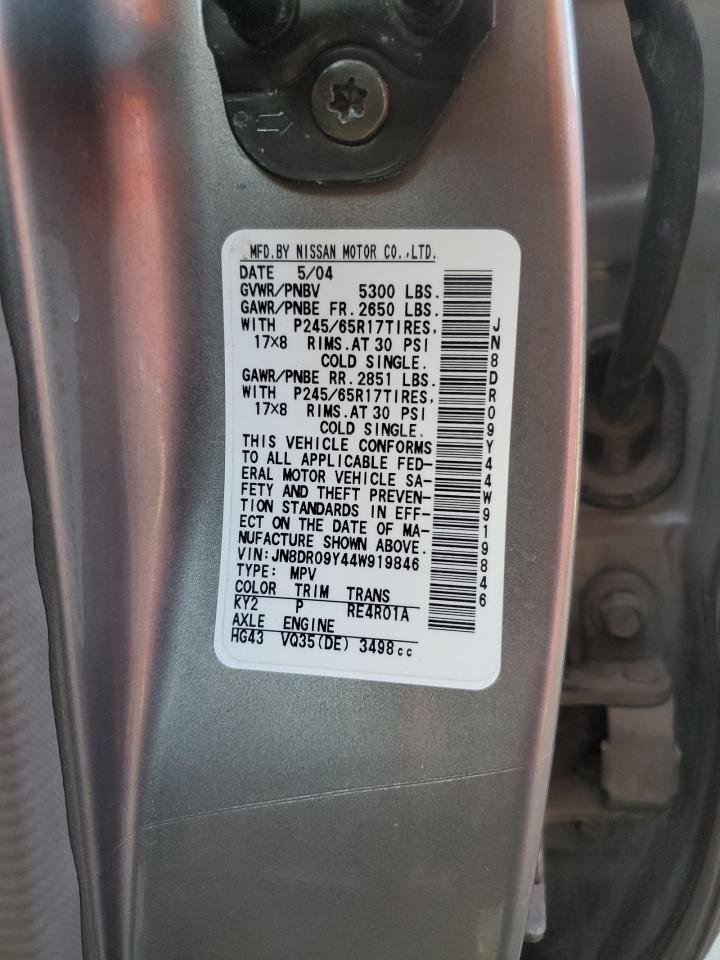 MFD.BY NISSAN MOTOR CO.,LTD.
DATE 5/04
GVWR/PNBV 5300 LBS.
GAWR/PNBE FR.2650 LBS.
WITH P245/65R17TIRES,
17×8 RIMS.AT 30 PSI
COLD SINGLE.
GAWR/PNBE RR.2851 LBS.
WITH P245/65R17TIRES,
17×8 RIMS.AT 30 PSI
COLD SINGLE.
THIS VEHICLE CONFORMS
TO ALL APPLICABLE FED-
ERAL MOTOR VEHICLE SA-
FETY AND THEFT PREVEN-
TION STANDARDS IN EFF-
ECT ON THE DATE OF MA-
NUFACTURE SHOWN ABOVE.
VIN:JN8DR09Y44W919846
TYPE: MPV
COLOR TRIM TRANS
KY2 P RE4R01A
AXLE ENGINE
HG43 VQ35(DE) 3498cc
JN8DR09Y44W919846